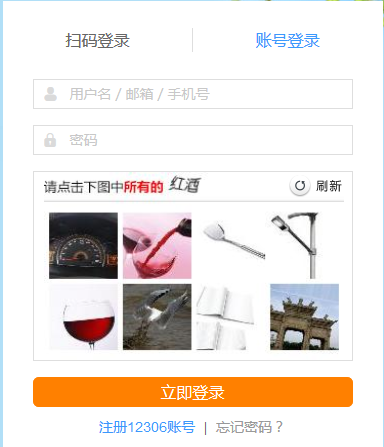 扫码登录 账号登录
用户名 / 邮箱 / 手机号
密码
请点击下图中所有的 红酒 刷新
立即登录
注册12306账号 | 忘记密码？